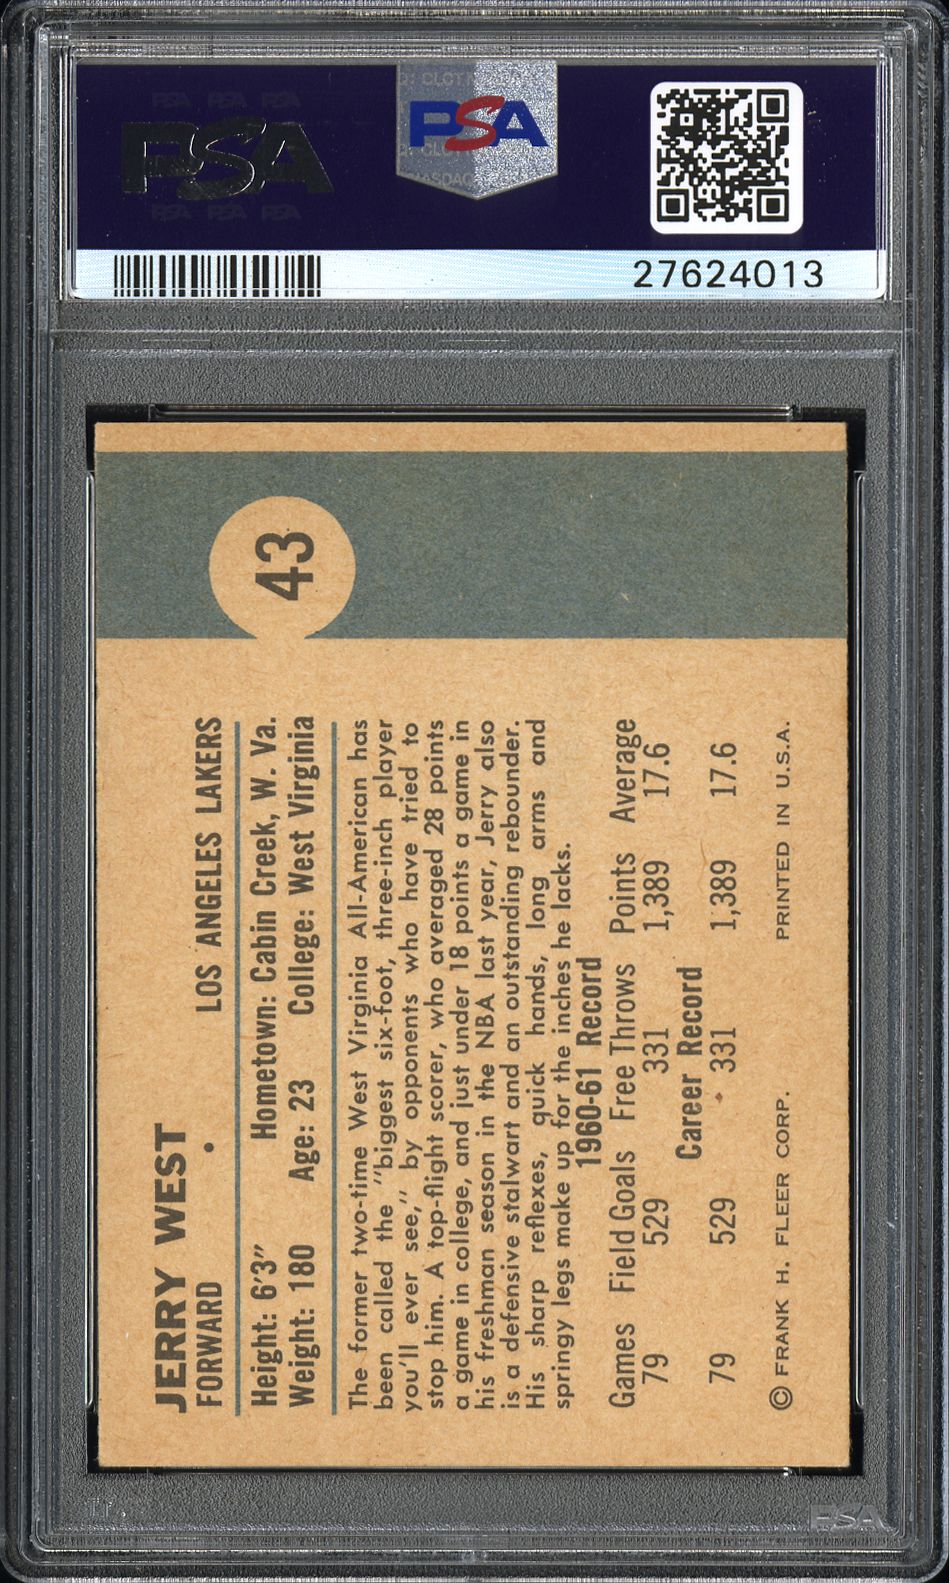 PSA PSA PSA
PSA
PSA PSA PSA
PSA
27624013
43
JERRY WEST
FORWARD • LOS ANGELES LAKERS
Height: 6'3" Hometown: Cabin Creek, W. Va.
Weight: 180 Age: 23 College: West Virginia
The former two-time West Virginia All-American has
been called the "biggest six-foot, three-inch player
you'll ever see," by opponents who have tried to
stop him. A top-flight scorer, who averaged 28 points
a game in college, and just under 18 points a game in
his freshman season in the NBA last year, Jerry also
is a defensive stalwart and an outstanding rebounder.
His sharp reflexes, quick hands, long arms and
springy legs make up for the inches he lacks.
1960-61 Record
Games Field Goals Free Throws Points Average
79 529 331 1,389 17.6
Career Record
79 529 331 1,389 17.6
© FRANK H. FLEER CORP. PRINTED IN U.S.A.
PSA